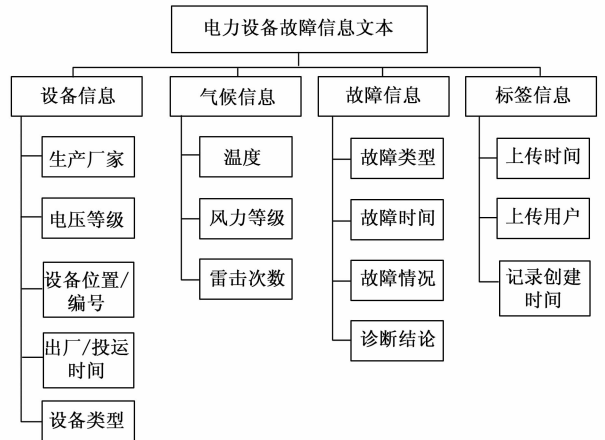 电力设备故障信息文本
设备信息
生产厂家
电压等级
设备位置/
编号
出厂/投运
时间
设备类型
气候信息
温度
风力等级
雷击次数
故障信息
故障类型
故障时间
故障情况
诊断结论
标签信息
上传时间
上传用户
记录创建
时间